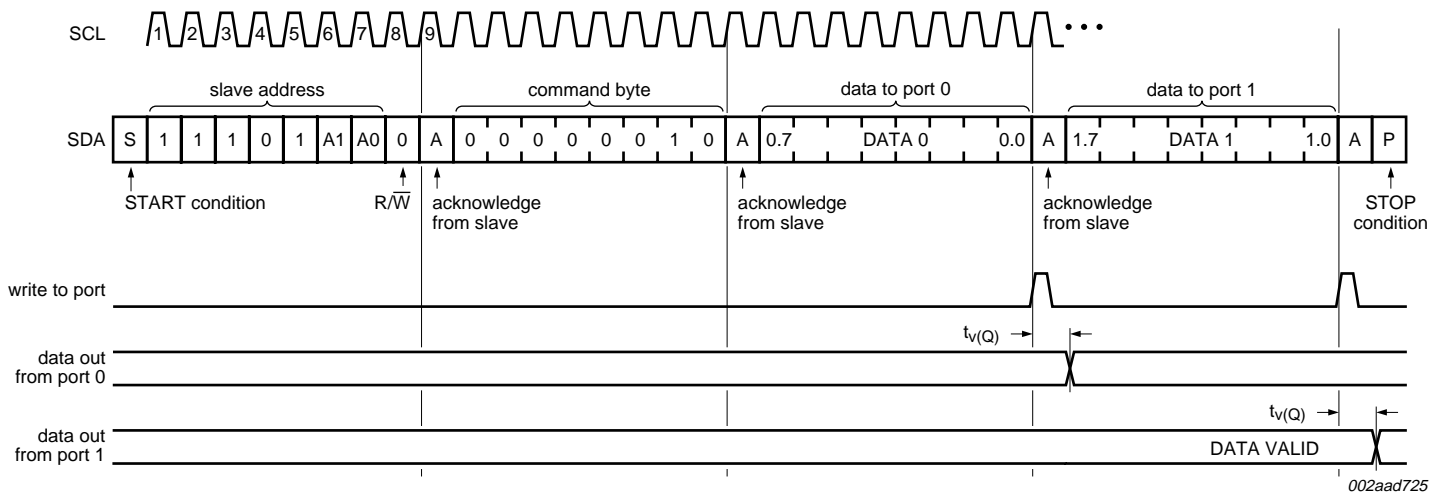 SCL 1 2 3 4 5 6 7 8 9 • • •
slave address command byte data to port 0 data to port 1
SDA S 1 1 1 0 1 A1 A0 0 A 0 0 0 0 0 0 1 0 A 0.7 DATA 0 0.0 A 1.7 DATA 1 1.0 A P
START condition R/W̅ acknowledge from slave acknowledge from slave acknowledge from slave STOP condition
write to port
tv(Q)
data out from port 0
tv(Q)
data out from port 1 DATA VALID
002aad725